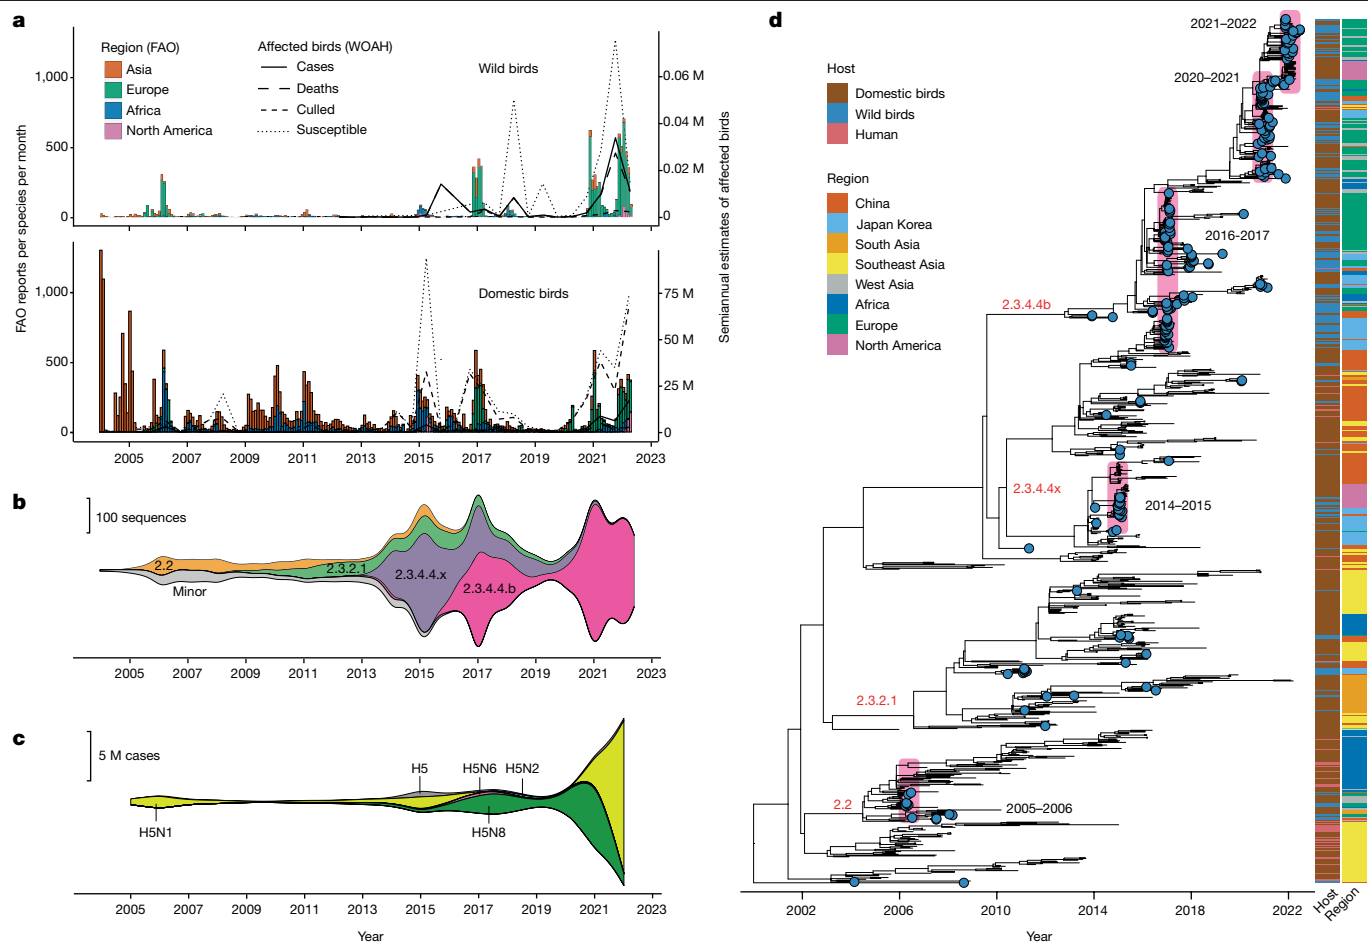 a
Region (FAO)
Asia
Europe
Africa
North America
Affected birds (WOAH)
Cases
Deaths
Culled
Susceptible
Wild birds
1,000
500
0
0.06 M
0.04 M
0.02 M
0
FAO reports per species per month
Semiannual estimates of affected birds
Domestic birds
1,000
500
0
75 M
50 M
25 M
0
2005 2007 2009 2011 2013 2015 2017 2019 2021 2023
b
100 sequences
2.2
Minor
2.3.2.1
2.3.4.4.x
2.3.4.4.b
2005 2007 2009 2011 2013 2015 2017 2019 2021 2023
c
5 M cases
H5N1
H5
H5N6
H5N2
H5N8
2005 2007 2009 2011 2013 2015 2017 2019 2021 2023
Year
d
Host
Domestic birds
Wild birds
Human
Region
China
Japan Korea
South Asia
Southeast Asia
West Asia
Africa
Europe
North America
2021–2022
2020–2021
2016-2017
2.3.4.4b
2.3.4.4x
2014–2015
2.3.2.1
2.2
2005–2006
2002 2006 2010 2014 2018 2022
Year
Host
Region